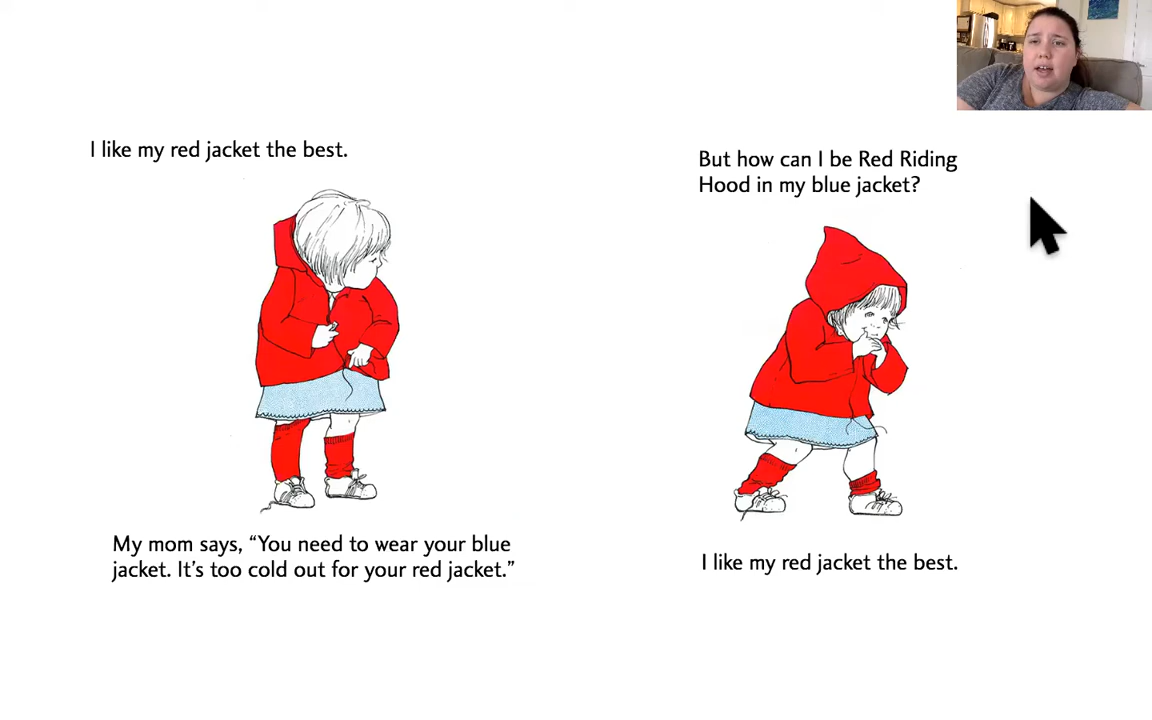 I like my red jacket the best.
My mom says, “You need to wear your blue
jacket. It’s too cold out for your red jacket.”
But how can I be Red Riding
Hood in my blue jacket?
I like my red jacket the best.